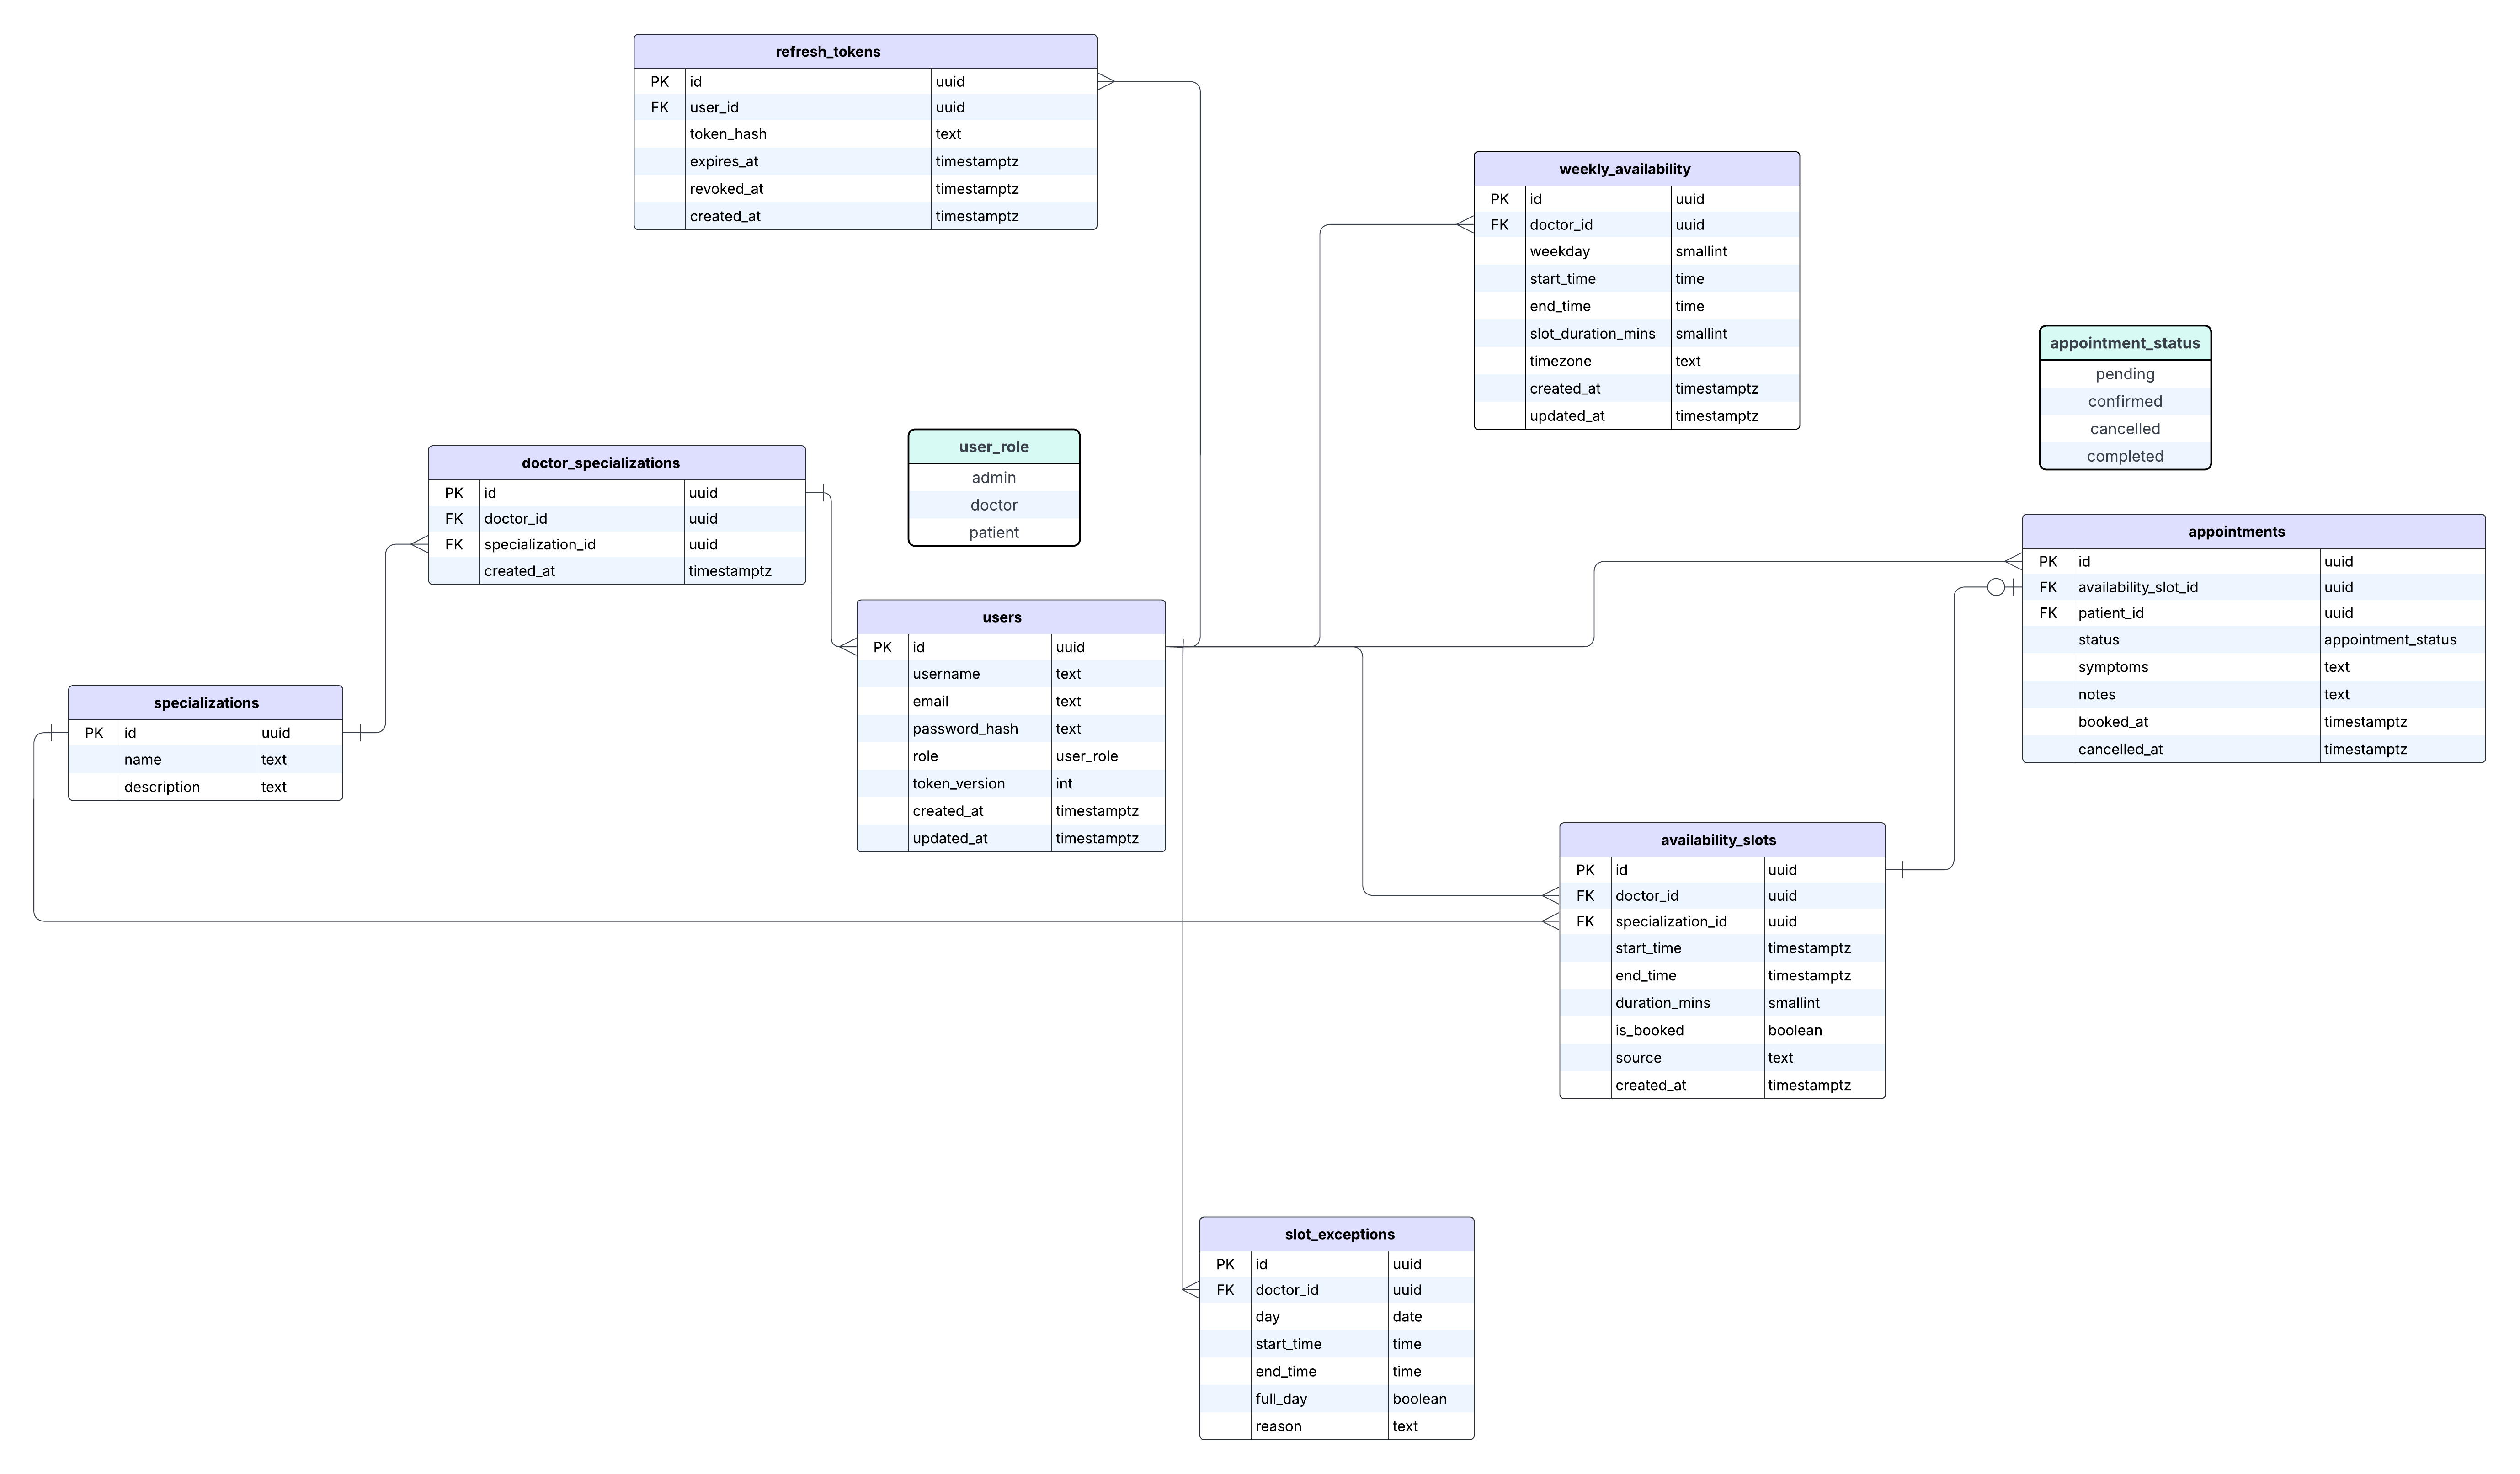 refresh_tokens
PK id uuid
FK user_id uuid
token_hash text
expires_at timestamptz
revoked_at timestamptz
created_at timestamptz
weekly_availability
PK id uuid
FK doctor_id uuid
weekday smallint
start_time time
end_time time
slot_duration_mins smallint
timezone text
created_at timestamptz
updated_at timestamptz
appointment_status
pending
confirmed
cancelled
completed
user_role
admin
doctor
patient
doctor_specializations
PK id uuid
FK doctor_id uuid
FK specialization_id uuid
created_at timestamptz
appointments
PK id uuid
FK availability_slot_id uuid
FK patient_id uuid
status appointment_status
symptoms text
notes text
booked_at timestamptz
cancelled_at timestamptz
users
PK id uuid
username text
email text
password_hash text
role user_role
token_version int
created_at timestamptz
updated_at timestamptz
specializations
PK id uuid
name text
description text
availability_slots
PK id uuid
FK doctor_id uuid
FK specialization_id uuid
start_time timestamptz
end_time timestamptz
duration_mins smallint
is_booked boolean
source text
created_at timestamptz
slot_exceptions
PK id uuid
FK doctor_id uuid
day date
start_time time
end_time time
full_day boolean
reason text